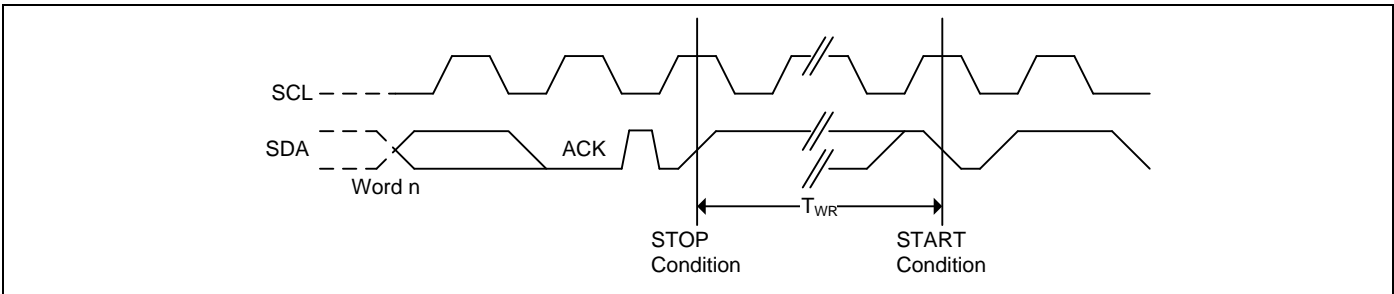 SCL
SDA
ACK
Word n
TWR
STOP
Condition
START
Condition